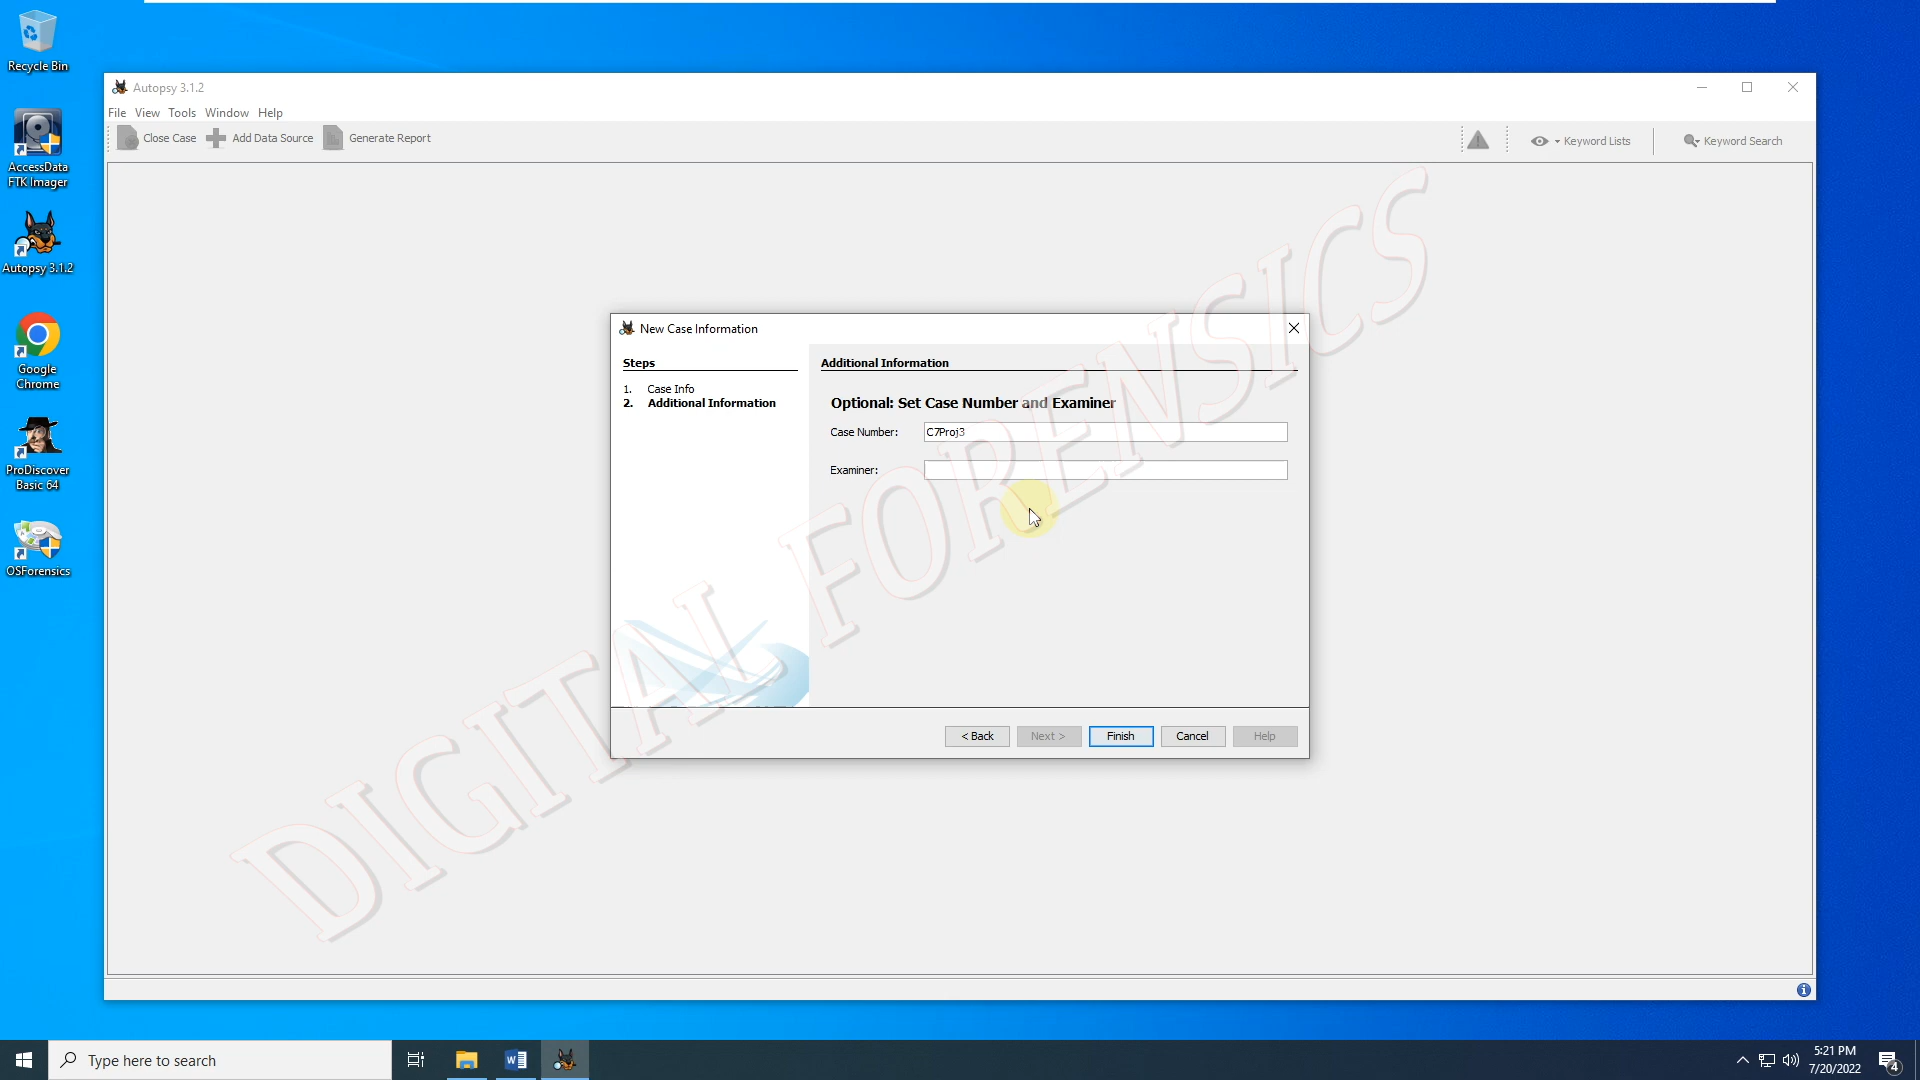 Recycle Bin
AccessData
FTK Imager
Autopsy 3.1.2
Google
Chrome
ProDiscover
Basic 64
OSForensics
Autopsy 3.1.2
File View Tools Window Help
Close Case Add Data Source Generate Report
Keyword Lists Keyword Search
New Case Information
Steps
1. Case Info
2. Additional Information
Additional Information
Optional: Set Case Number and Examiner
Case Number: C7Proj3
Examiner:
< Back Next > Finish Cancel Help
DIGITAL FORENSICS
Type here to search
5:21 PM
7/20/2022
4